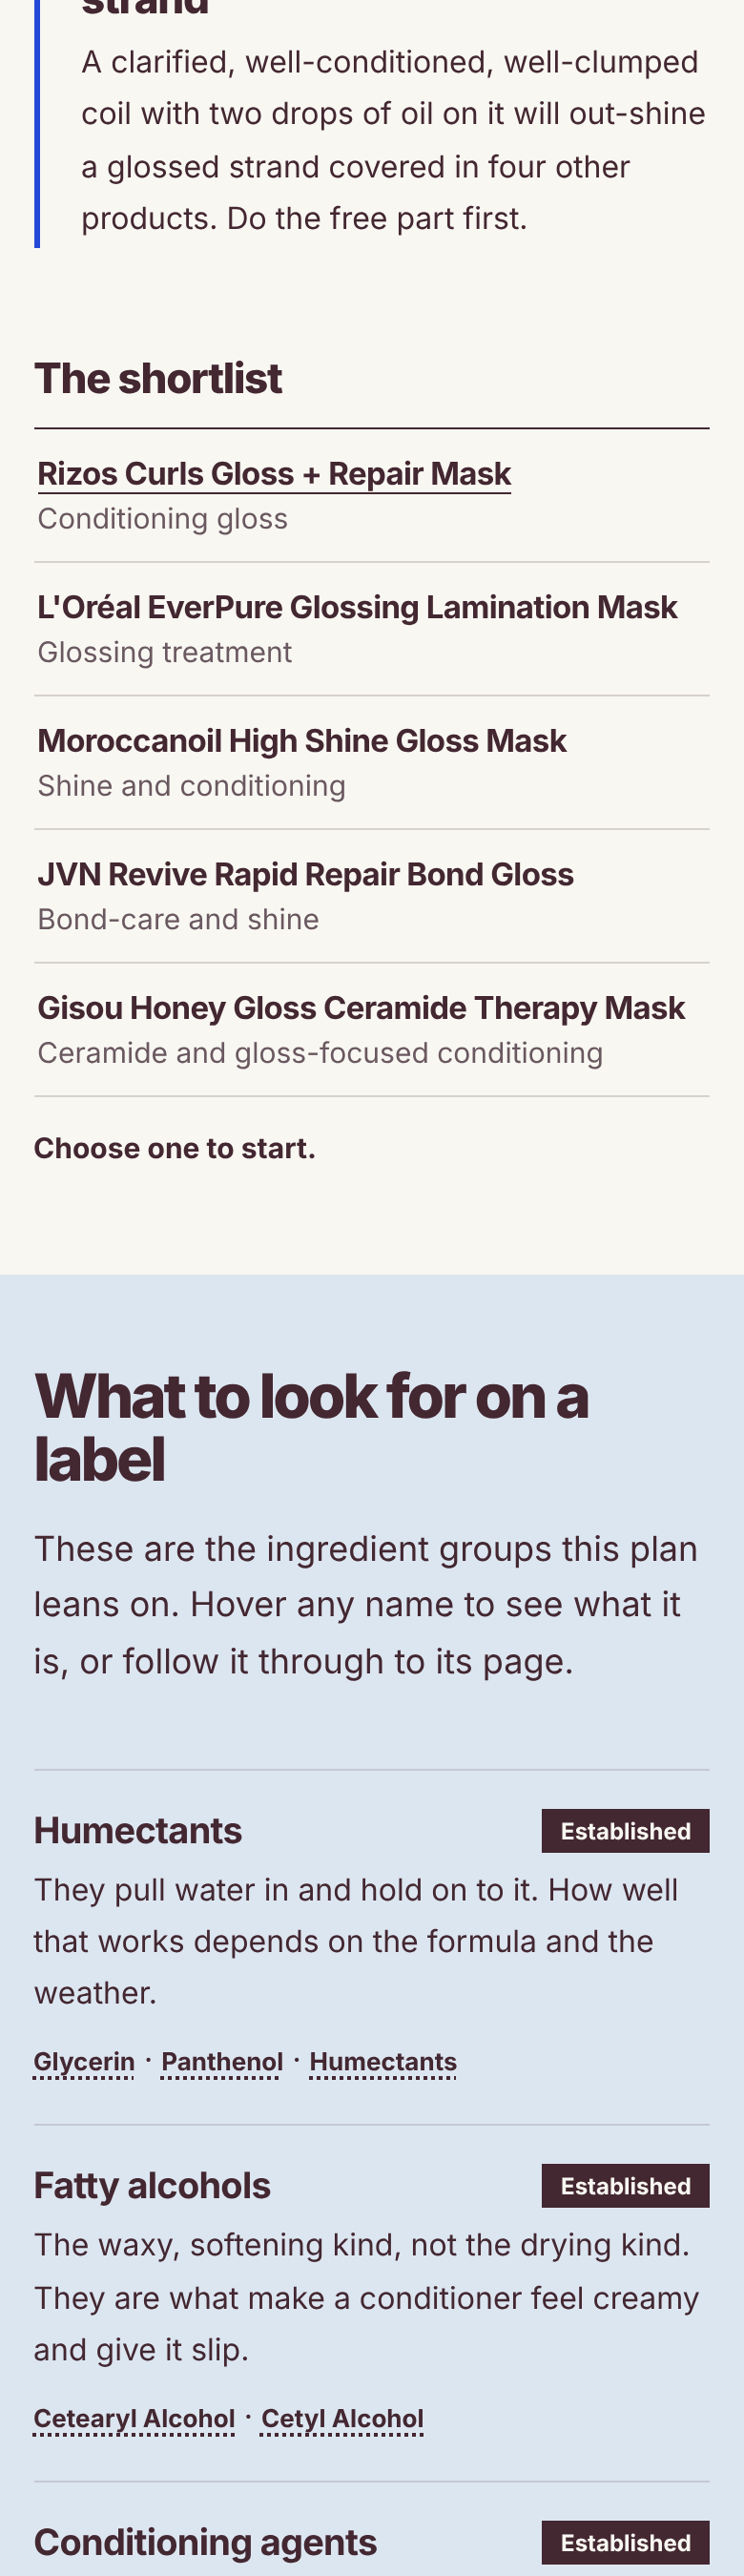 strand
A clarified, well-conditioned, well-clumped
coil with two drops of oil on it will out-shine
a glossed strand covered in four other
products. Do the free part first.
The shortlist
Rizos Curls Gloss + Repair Mask
Conditioning gloss
L'Oréal EverPure Glossing Lamination Mask
Glossing treatment
Moroccanoil High Shine Gloss Mask
Shine and conditioning
JVN Revive Rapid Repair Bond Gloss
Bond-care and shine
Gisou Honey Gloss Ceramide Therapy Mask
Ceramide and gloss-focused conditioning
Choose one to start.
What to look for on a
label
These are the ingredient groups this plan
leans on. Hover any name to see what it
is, or follow it through to its page.
Humectants
Established
They pull water in and hold on to it. How well
that works depends on the formula and the
weather.
Glycerin · Panthenol · Humectants
Fatty alcohols
Established
The waxy, softening kind, not the drying kind.
They are what make a conditioner feel creamy
and give it slip.
Cetearyl Alcohol · Cetyl Alcohol
Conditioning agents
Established